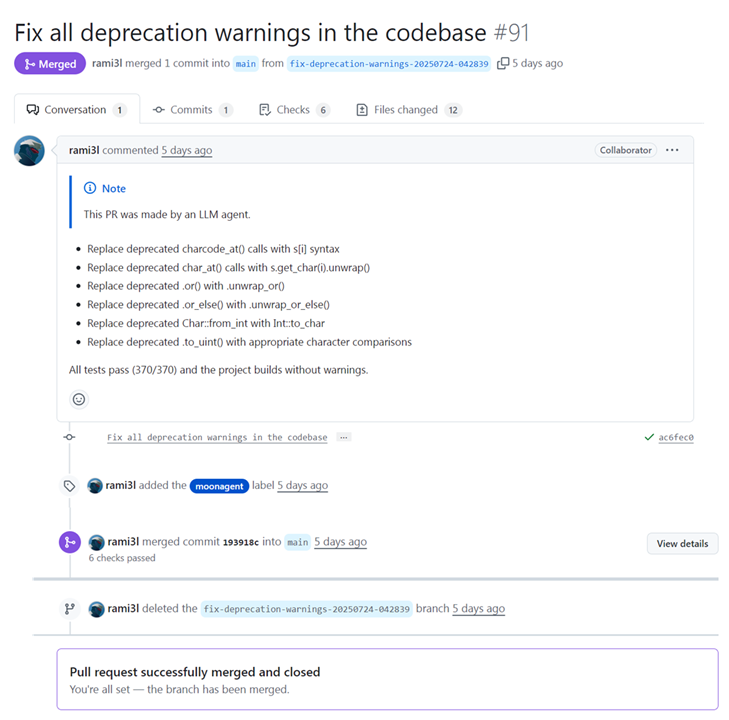 Fix all deprecation warnings in the codebase #91
Merged rami3l merged 1 commit into main from fix-deprecation-warnings-20250724-042839 5 days ago
Conversation 1 Commits 1 Checks 6 Files changed 12
rami3l commented 5 days ago Collaborator ...
Note
This PR was made by an LLM agent.
• Replace deprecated charcode_at() calls with s[i] syntax
• Replace deprecated char_at() calls with s.get_char(i).unwrap()
• Replace deprecated .or() with .unwrap_or()
• Replace deprecated .or_else() with .unwrap_or_else()
• Replace deprecated Char::from_int with Int::to_char
• Replace deprecated .to_uint() with appropriate character comparisons
All tests pass (370/370) and the project builds without warnings.
Fix all deprecation warnings in the codebase ... ac6fec0
rami3l added the moonagent label 5 days ago
rami3l merged commit 193918c into main 5 days ago View details
6 checks passed
rami3l deleted the fix-deprecation-warnings-20250724-042839 branch 5 days ago
Pull request successfully merged and closed
You're all set — the branch has been merged.